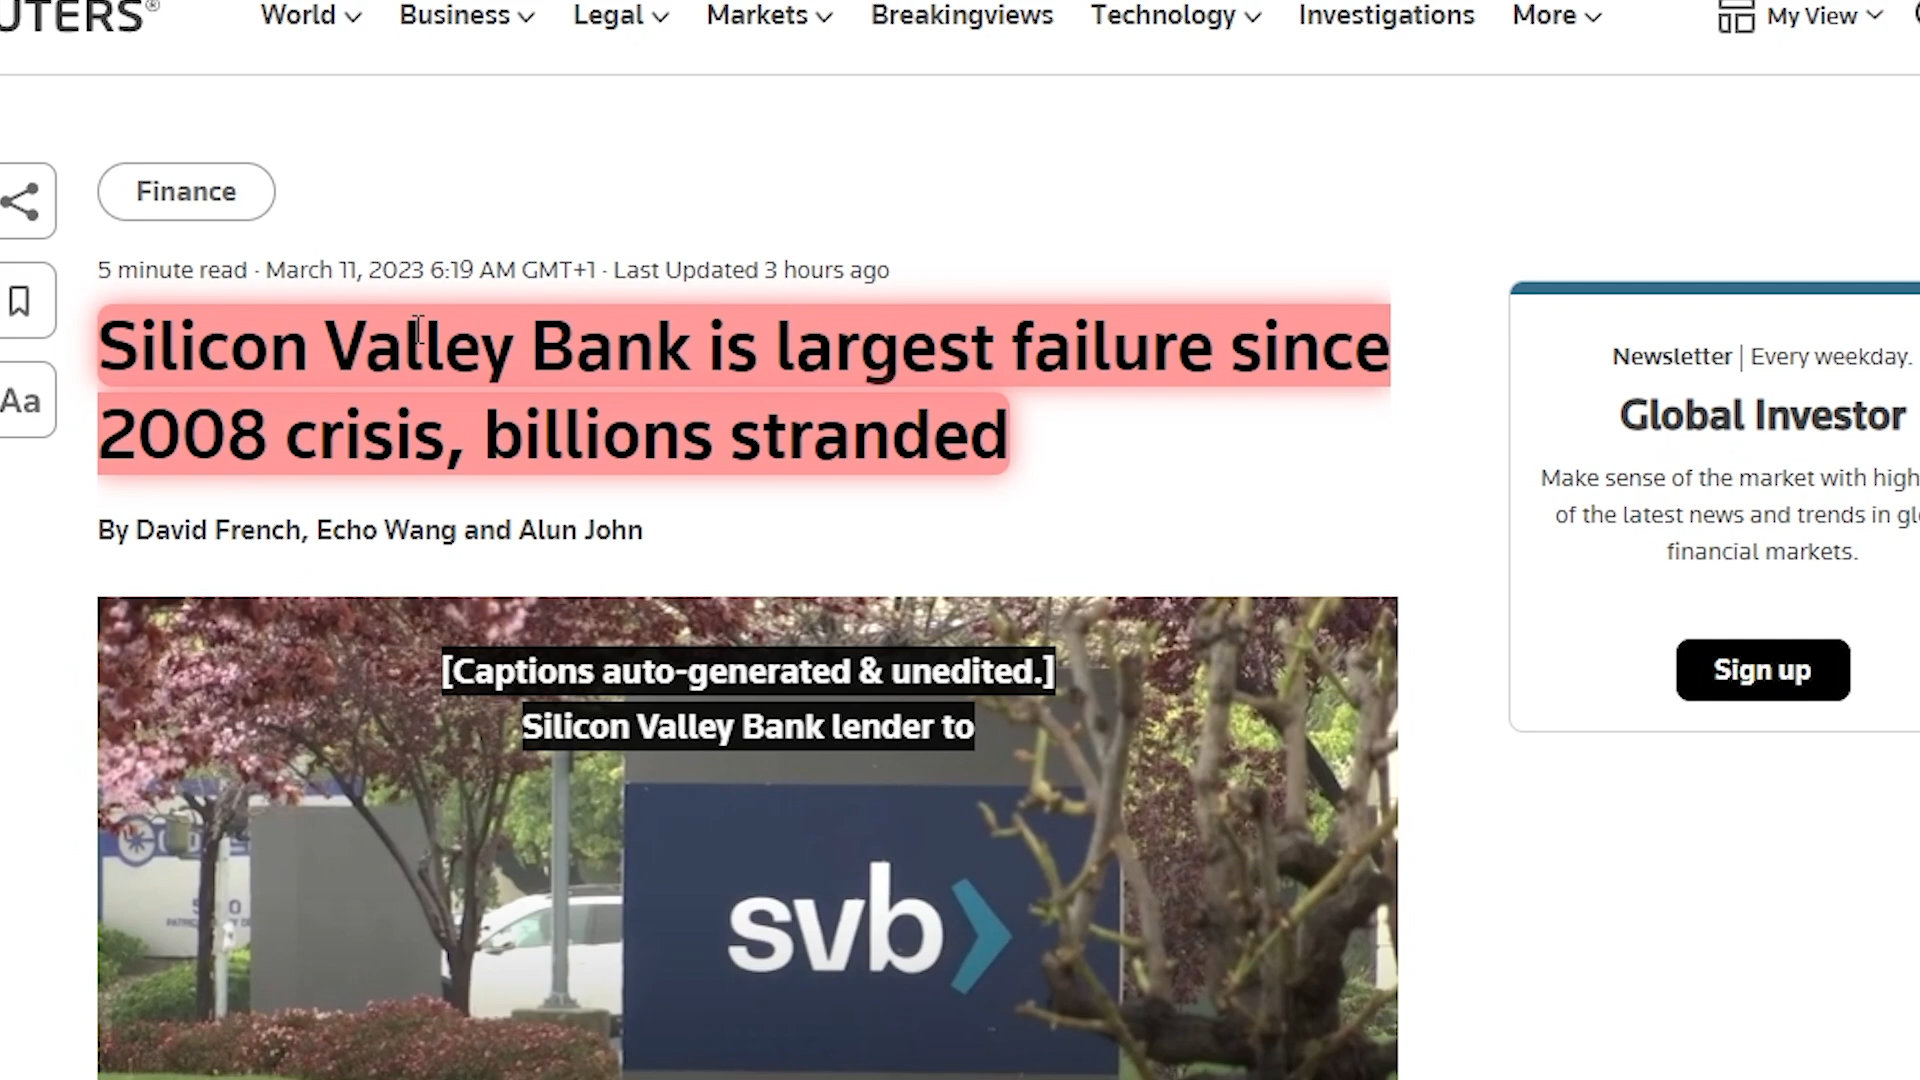 UTERS®
World
Business
Legal
Markets
Breakingviews
Technology
Investigations
More
My View
Finance
5 minute read · March 11, 2023 6:19 AM GMT+1 · Last Updated 3 hours ago
Silicon Valley Bank is largest failure since
2008 crisis, billions stranded
By David French, Echo Wang and Alun John
Aa
Newsletter | Every weekday.
Global Investor
Make sense of the market with high
of the latest news and trends in gl
financial markets.
Sign up
[Captions auto-generated & unedited.]
Silicon Valley Bank lender to
svb